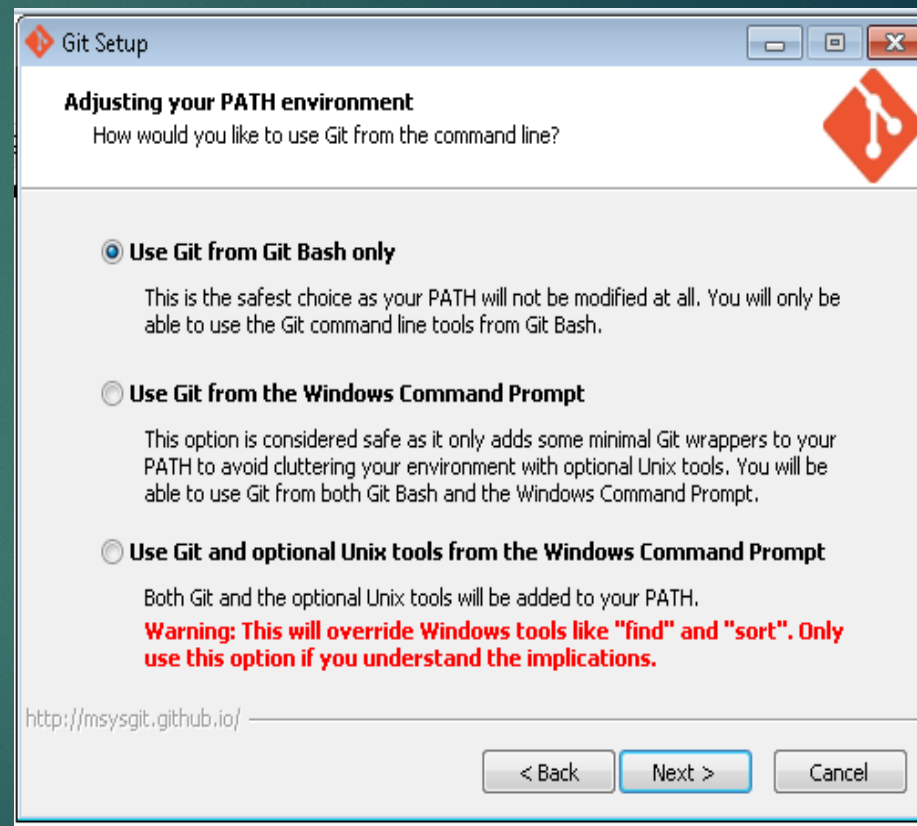 Git Setup
Adjusting your PATH environment
How would you like to use Git from the command line?
Use Git from Git Bash only
This is the safest choice as your PATH will not be modified at all. You will only be
able to use the Git command line tools from Git Bash.
Use Git from the Windows Command Prompt
This option is considered safe as it only adds some minimal Git wrappers to your
PATH to avoid cluttering your environment with optional Unix tools. You will be
able to use Git from both Git Bash and the Windows Command Prompt.
Use Git and optional Unix tools from the Windows Command Prompt
Both Git and the optional Unix tools will be added to your PATH.
Warning: This will override Windows tools like "find" and "sort". Only
use this option if you understand the implications.
http://msysgit.github.io/
< Back Next > Cancel